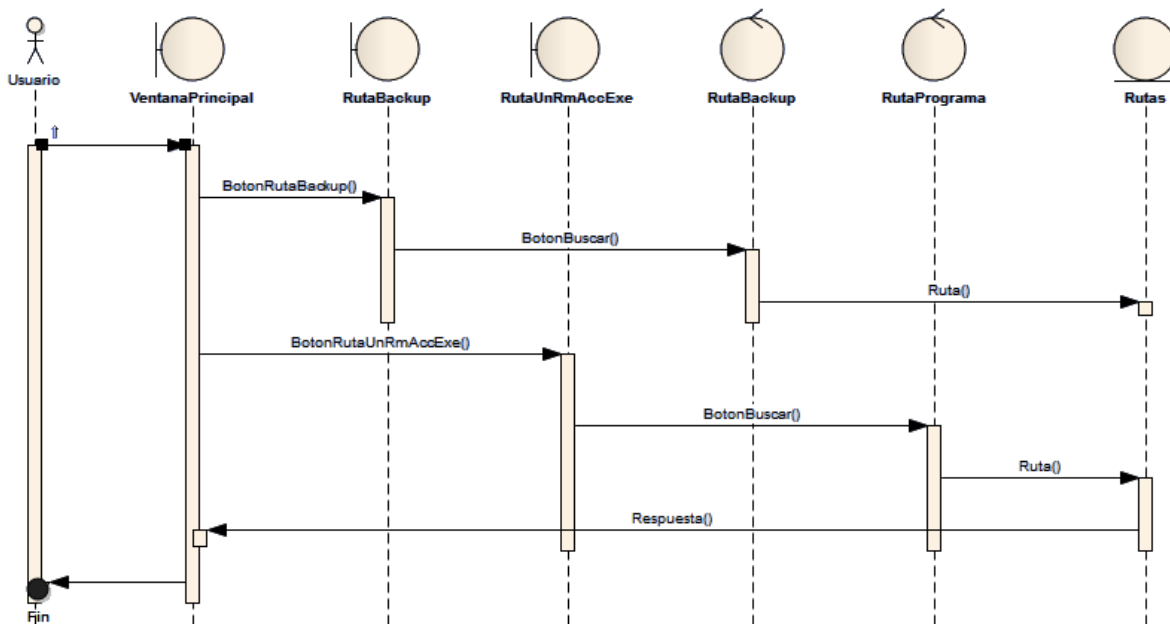 Usuario
VentanaPrincipal
RutaBackup
RutaUnRmAccExe
RutaBackup
RutaPrograma
Rutas
BotonRutaBackup()
BotonBuscar()
Ruta()
BotonRutaUnRmAccExe()
BotonBuscar()
Ruta()
Respuesta()
Fin